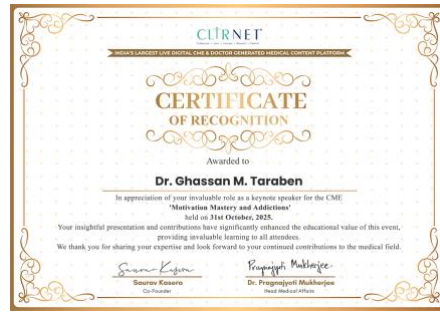 CLIRNET
INDIA'S LARGEST LIVE DIGITAL CME & DOCTOR GENERATED MEDICAL CONTENT PLATFORM
CERTIFICATE
OF RECOGNITION
Awarded to
Dr. Ghassan M. Taraben
In appreciation of your invaluable role as a keynote speaker for the CME
'Motivation Mastery and Addictions'
held on 31st October, 2025.
Your insightful presentation and contributions have significantly enhanced the educational value of this event,
providing invaluable learning to all attendees.
We thank you for sharing your expertise and look forward to your continued contributions to the medical field.
Saurav Kasera Pragnajyoti Mukherjee
Saurav Kasera Dr. Pragnajyoti Mukherjee
Co-Founder Head Medical Affairs